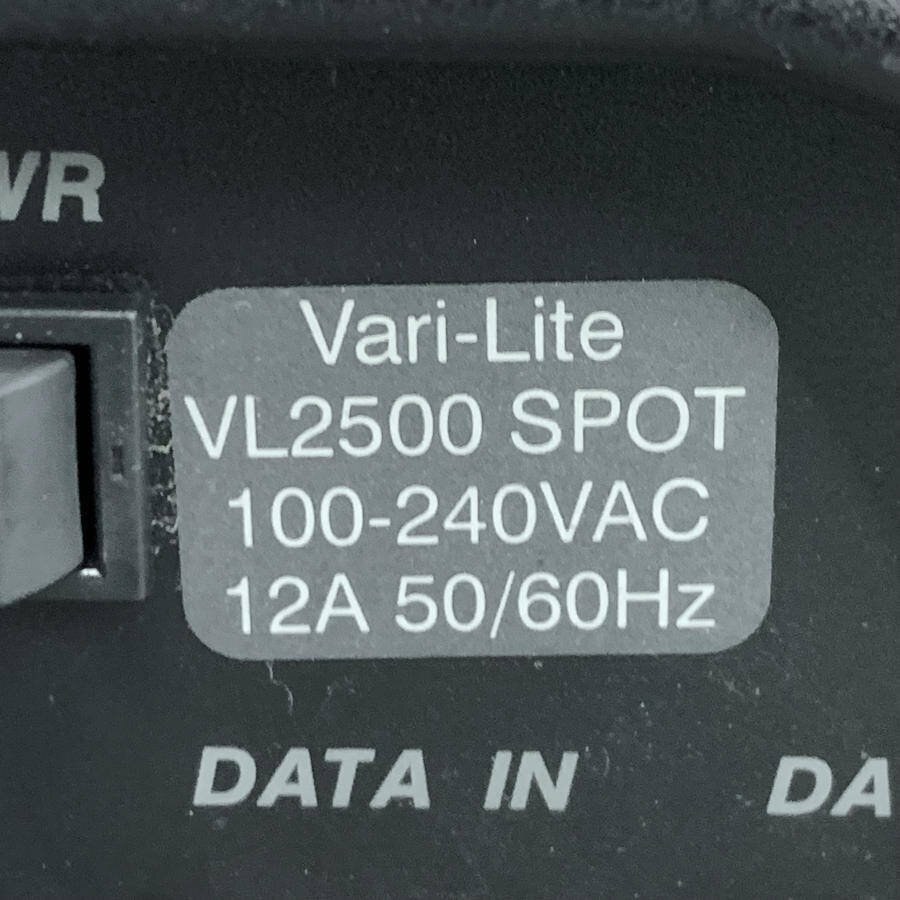 WR
Vari-Lite
VL2500 SPOT
100-240VAC
12A 50/60Hz
DATA IN DA